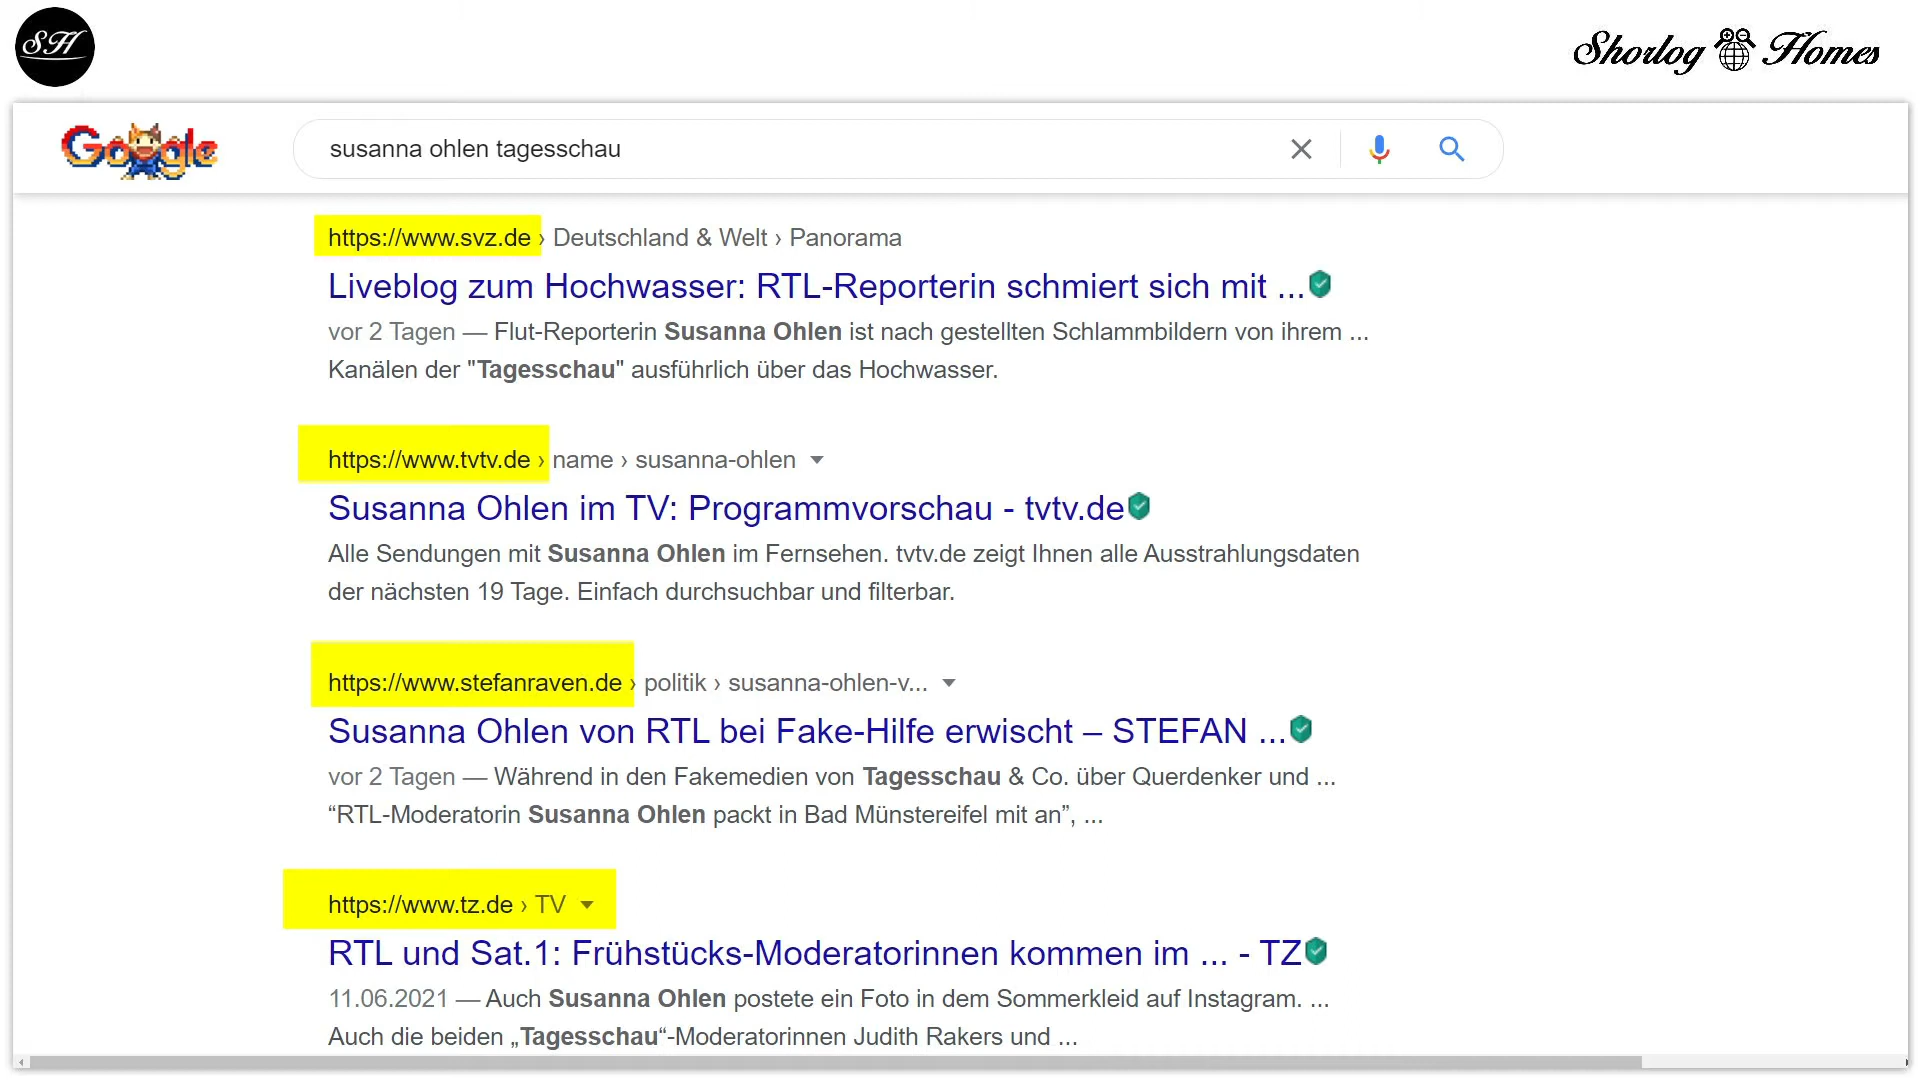 SH
Shorlog Homes
Google
susanna ohlen tagesschau
https://www.svz.de › Deutschland & Welt › Panorama
Liveblog zum Hochwasser: RTL-Reporterin schmiert sich mit ...
vor 2 Tagen — Flut-Reporterin Susanna Ohlen ist nach gestellten Schlammbildern von ihrem ...
Kanälen der "Tagesschau" ausführlich über das Hochwasser.
https://www.tvtv.de › name › susanna-ohlen
Susanna Ohlen im TV: Programmvorschau - tvtv.de
Alle Sendungen mit Susanna Ohlen im Fernsehen. tvtv.de zeigt Ihnen alle Ausstrahlungsdaten
der nächsten 19 Tage. Einfach durchsuchbar und filterbar.
https://www.stefanraven.de › politik › susanna-ohlen-v...
Susanna Ohlen von RTL bei Fake-Hilfe erwischt – STEFAN ...
vor 2 Tagen — Während in den Fakemedien von Tagesschau & Co. über Querdenker und ...
“RTL-Moderatorin Susanna Ohlen packt in Bad Münstereifel mit an”, ...
https://www.tz.de › TV
RTL und Sat.1: Frühstücks-Moderatorinnen kommen im ... - TZ
11.06.2021 — Auch Susanna Ohlen postete ein Foto in dem Sommerkleid auf Instagram. ...
Auch die beiden „Tagesschau“-Moderatorinnen Judith Rakers und ...